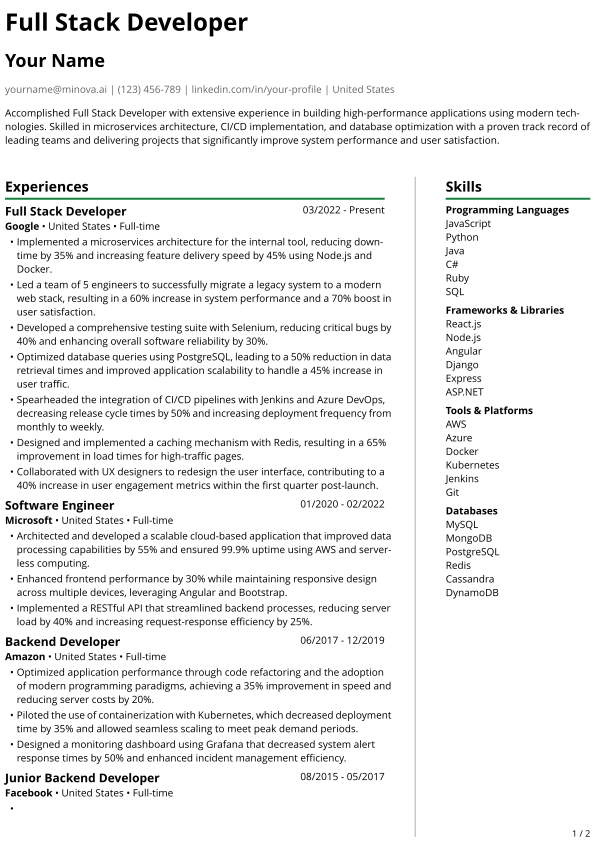 Full Stack Developer
Your Name
yourname@minova.ai | (123) 456-789 | linkedin.com/in/your-profile | United States
Accomplished Full Stack Developer with extensive experience in building high-performance applications using modern tech-
nologies. Skilled in microservices architecture, CI/CD implementation, and database optimization with a proven track record of
leading teams and delivering projects that significantly improve system performance and user satisfaction.
Experiences
Full Stack Developer 03/2022 - Present
Google • United States • Full-time
• Implemented a microservices architecture for the internal tool, reducing down-
time by 35% and increasing feature delivery speed by 45% using Node.js and
Docker.
• Led a team of 5 engineers to successfully migrate a legacy system to a modern
web stack, resulting in a 60% increase in system performance and a 70% boost in
user satisfaction.
• Developed a comprehensive testing suite with Selenium, reducing critical bugs by
40% and enhancing overall software reliability by 30%.
• Optimized database queries using PostgreSQL, leading to a 50% reduction in data
retrieval times and improved application scalability to handle a 45% increase in
user traffic.
• Spearheaded the integration of CI/CD pipelines with Jenkins and Azure DevOps,
decreasing release cycle times by 50% and increasing deployment frequency from
monthly to weekly.
• Designed and implemented a caching mechanism with Redis, resulting in a 65%
improvement in load times for high-traffic pages.
• Collaborated with UX designers to redesign the user interface, contributing to a
40% increase in user engagement metrics within the first quarter post-launch.
Software Engineer 01/2020 - 02/2022
Microsoft • United States • Full-time
• Architected and developed a scalable cloud-based application that improved data
processing capabilities by 55% and ensured 99.9% uptime using AWS and server-
less computing.
• Enhanced frontend performance by 30% while maintaining responsive design
across multiple devices, leveraging Angular and Bootstrap.
• Implemented a RESTful API that streamlined backend processes, reducing server
load by 40% and increasing request-response efficiency by 25%.
Backend Developer 06/2017 - 12/2019
Amazon • United States • Full-time
• Optimized application performance through code refactoring and the adoption
of modern programming paradigms, achieving a 35% improvement in speed and
reducing server costs by 20%.
• Piloted the use of containerization with Kubernetes, which decreased deployment
time by 35% and allowed seamless scaling to meet peak demand periods.
• Designed a monitoring dashboard using Grafana that decreased system alert
response times by 50% and enhanced incident management efficiency.
Junior Backend Developer 08/2015 - 05/2017
Facebook • United States • Full-time
•
Skills
Programming Languages
JavaScript
Python
Java
C#
Ruby
SQL
Frameworks & Libraries
React.js
Node.js
Angular
Django
Express
ASP.NET
Tools & Platforms
AWS
Azure
Docker
Kubernetes
Jenkins
Git
Databases
MySQL
MongoDB
PostgreSQL
Redis
Cassandra
DynamoDB
1 / 2